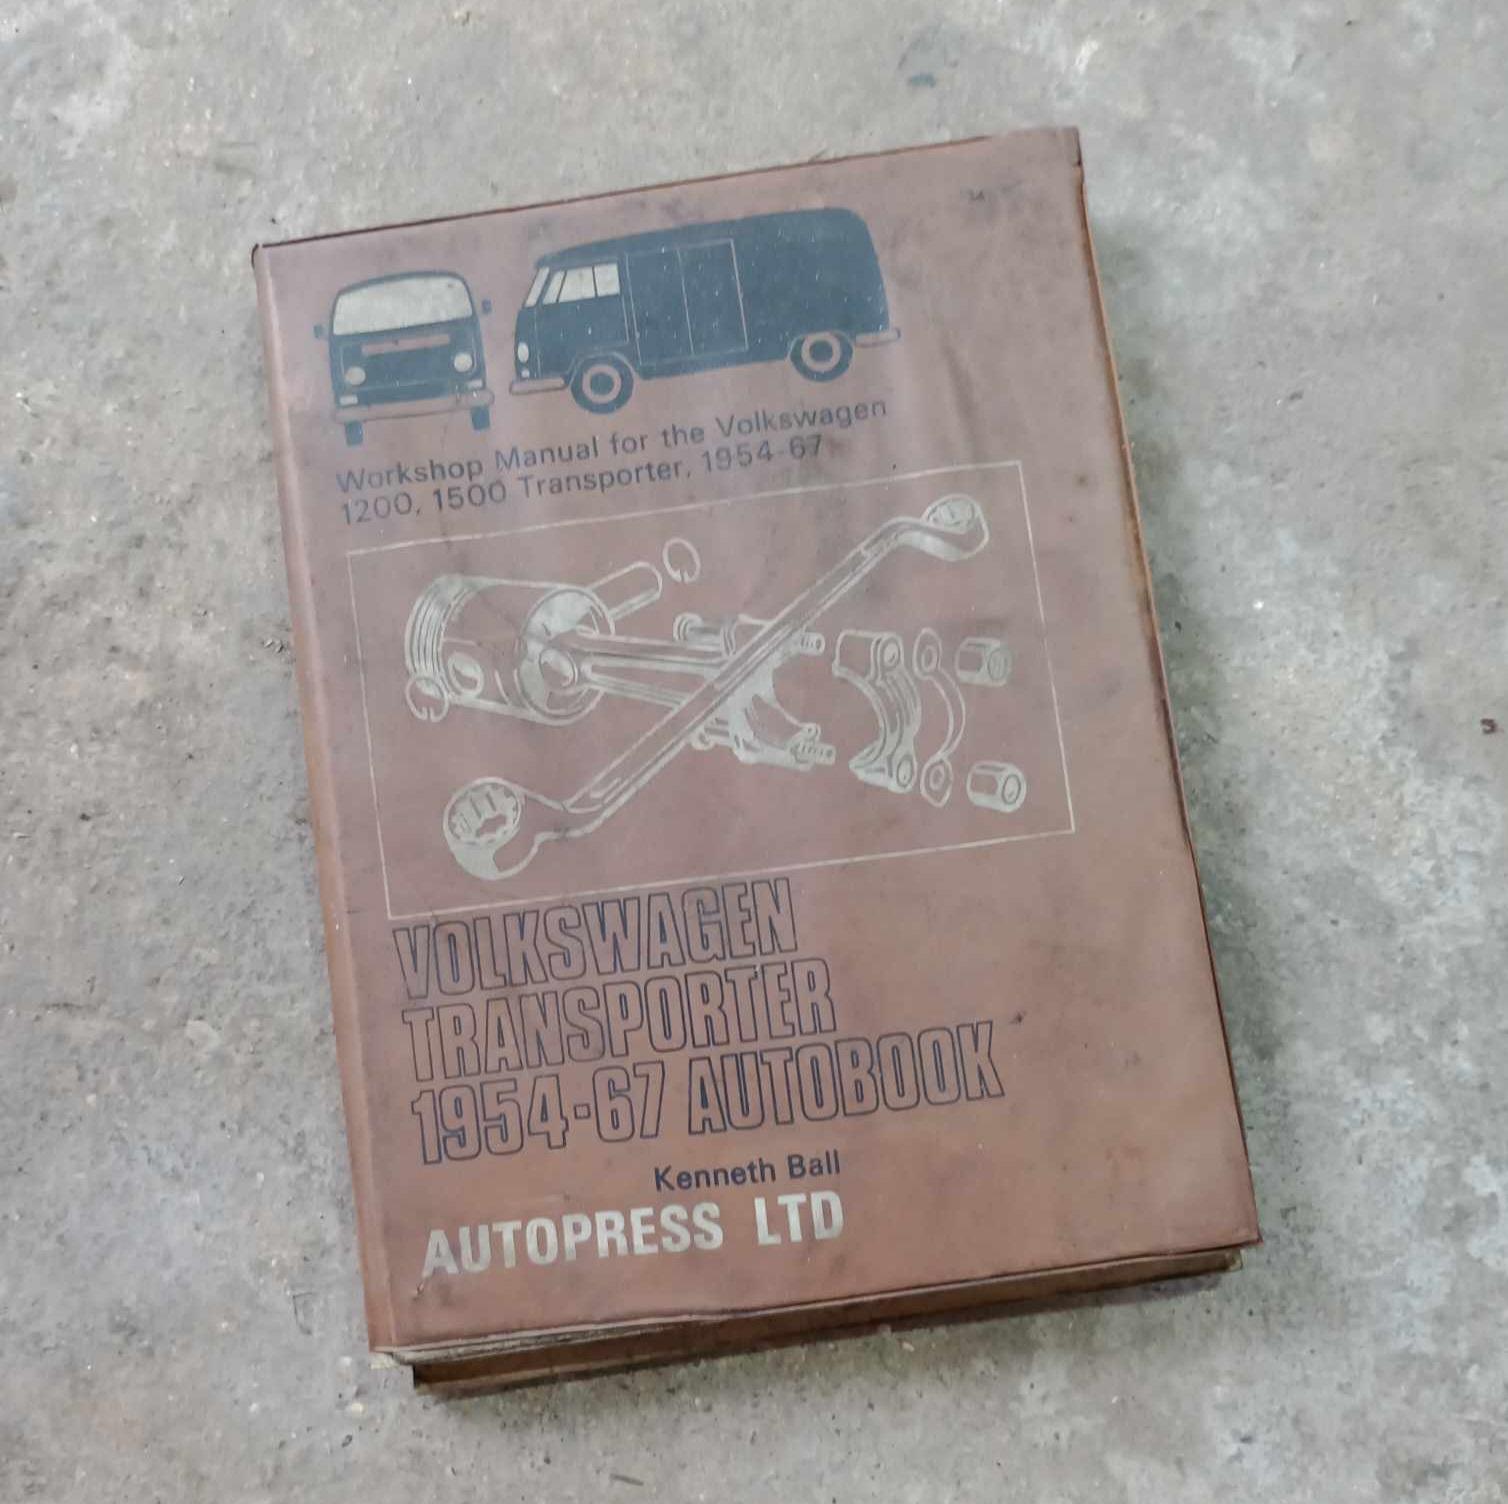 Workshop Manual for the Volkswagen
1200, 1500 Transporter, 1954-67
VOLKSWAGEN
TRANSPORTER
1954-67 AUTOBOOK
Kenneth Ball
AUTOPRESS LTD